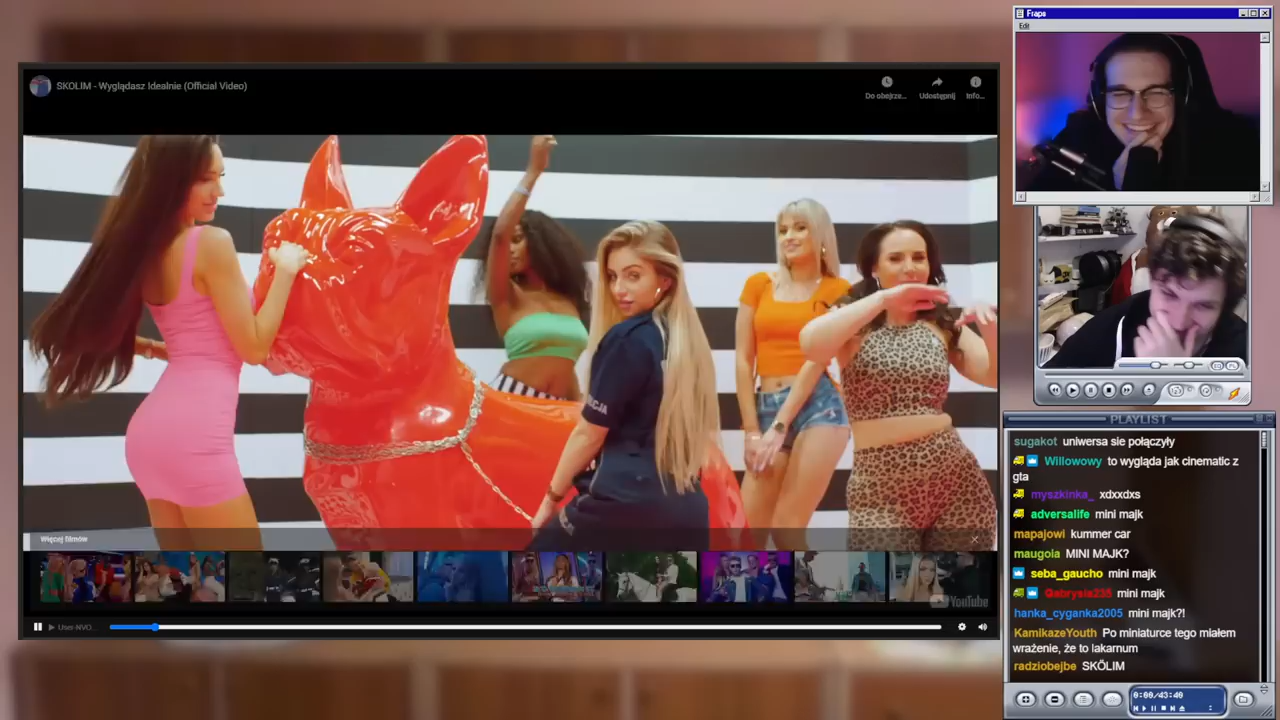 SKOLIM - Wyglądasz Idealnie (Official Video)
Do obejrze...
Udostępnij
Info...
Więcej filmów
YouTube
User-NVO...
Fraps
Edit
PLAYLIST
sugakot uniwersa sie połączyły
Willowowy to wygląda jak cinematic z
gta
myszkinka_ xdxxdxs
adversalife mini majk
mapajowi kummer car
maugoia MINI MAJK?
seba_gaucho mini majk
Gabrysia235 mini majk
hanka_cyganka2005 mini majk?!
KamikazeYouth Po miniaturce tego miałem
wrażenie, że to lakarnum
radziobejbe SKÖLIM
0:00/43:40